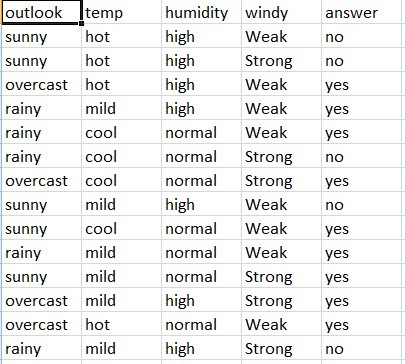 outlook temp humidity windy answer
sunny hot high Weak no
sunny hot high Strong no
overcast hot high Weak yes
rainy mild high Weak yes
rainy cool normal Weak yes
rainy cool normal Strong no
overcast cool normal Strong yes
sunny mild high Weak no
sunny cool normal Weak yes
rainy mild normal Weak yes
sunny mild normal Strong yes
overcast mild high Strong yes
overcast hot normal Weak yes
rainy mild high Strong no